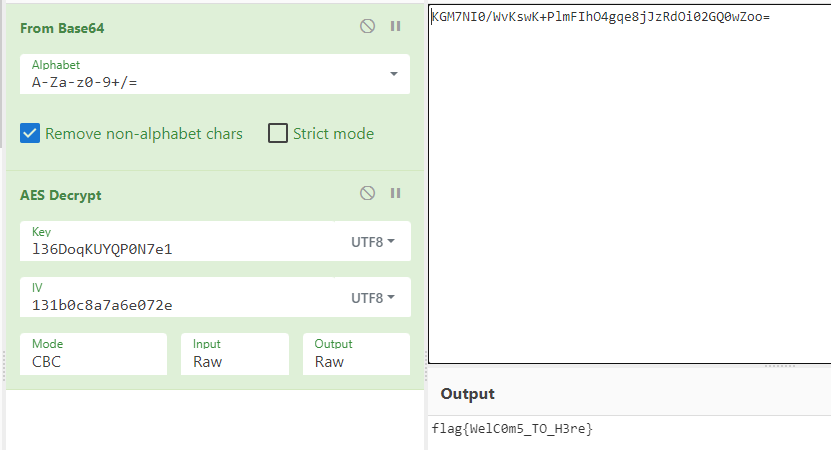 From Base64
Alphabet
A-Za-z0-9+/=
Remove non-alphabet chars
Strict mode
AES Decrypt
Key
l36DoqKUYQP0N7e1
UTF8
IV
131b0c8a7a6e072e
UTF8
Mode
CBC
Input
Raw
Output
Raw
KGM7NI0/WvKswK+PlmFIhO4gqe8jJzRdOi02GQ0wZoo=
Output
flag{WelC0m5_TO_H3re}